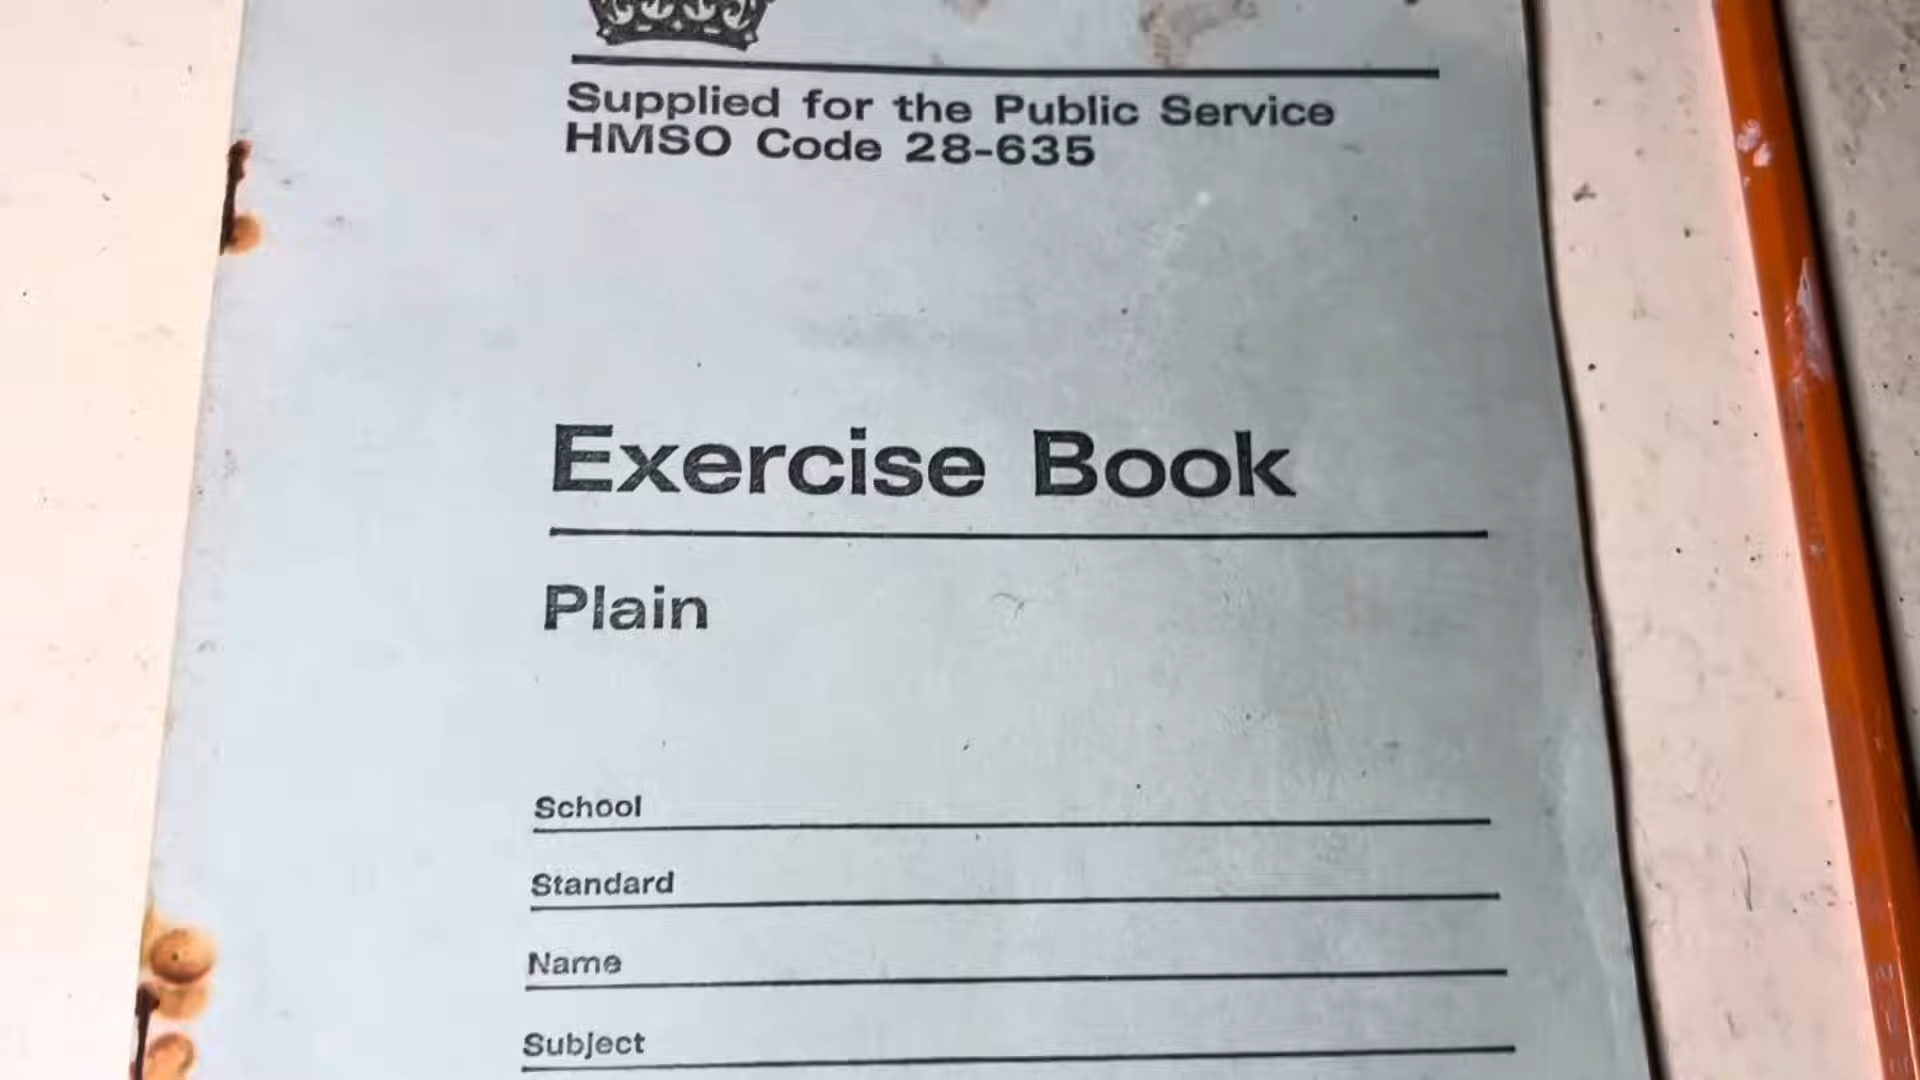 Supplied for the Public Service
HMSO Code 28-635
Exercise Book
Plain
School
Standard
Name
Subject